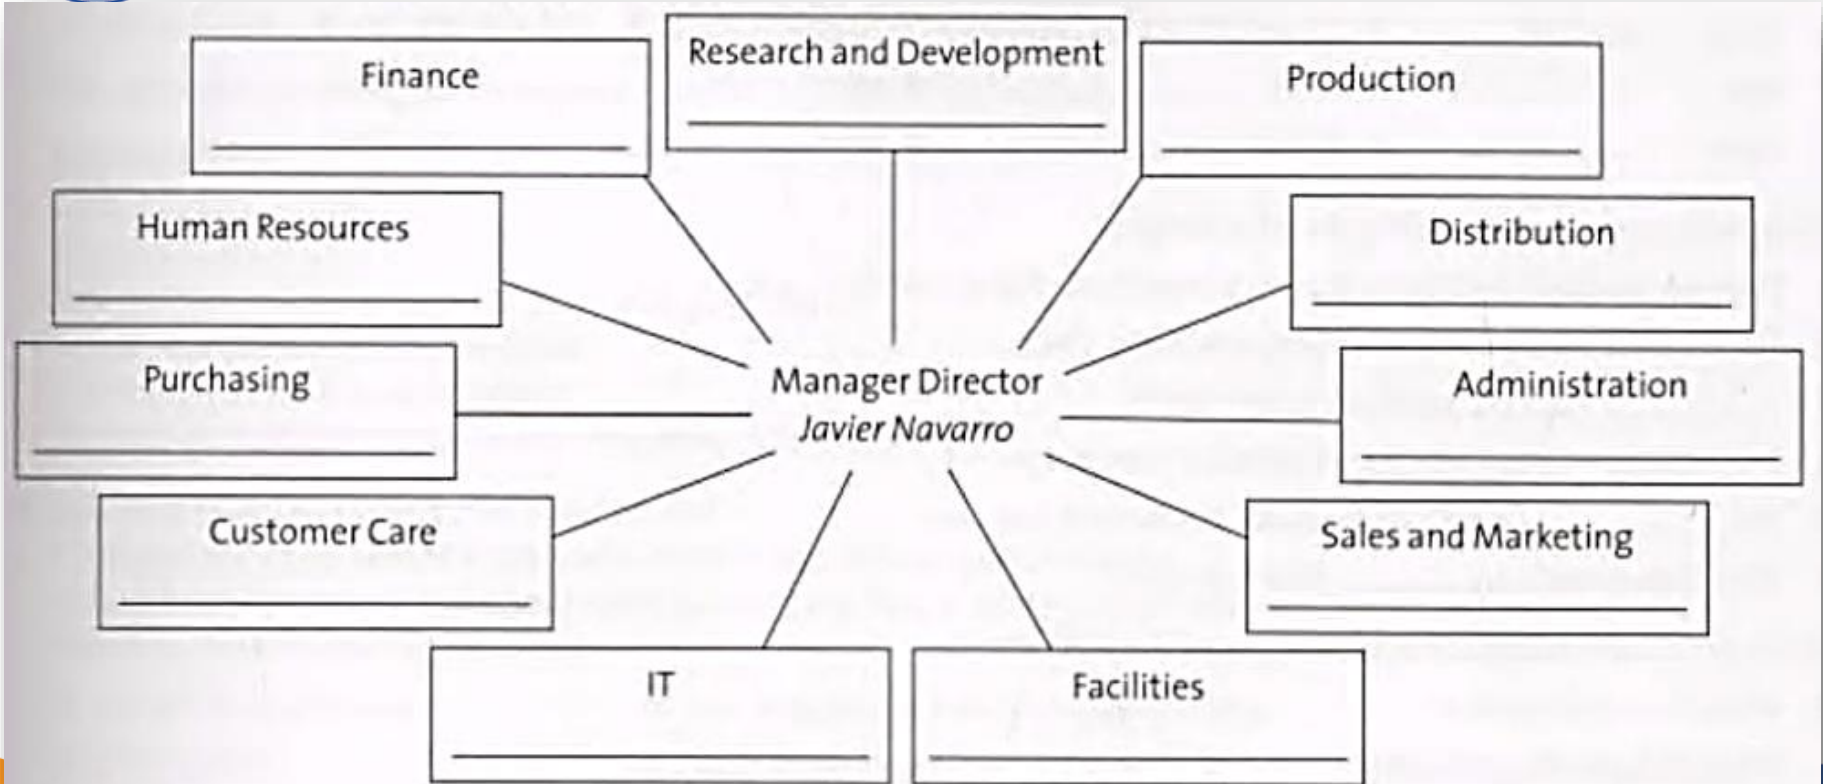 Finance
Research and Development
Production
Human Resources
Distribution
Purchasing
Manager Director
Javier Navarro
Administration
Customer Care
Sales and Marketing
IT
Facilities